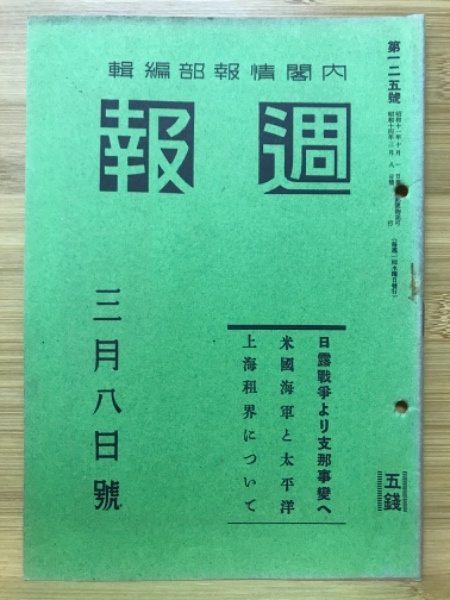 內閣情報部編輯
週報
第一二五號
三月八日號
日露戰爭より支那事變へ
米國海軍と太平洋
上海租界について
五錢